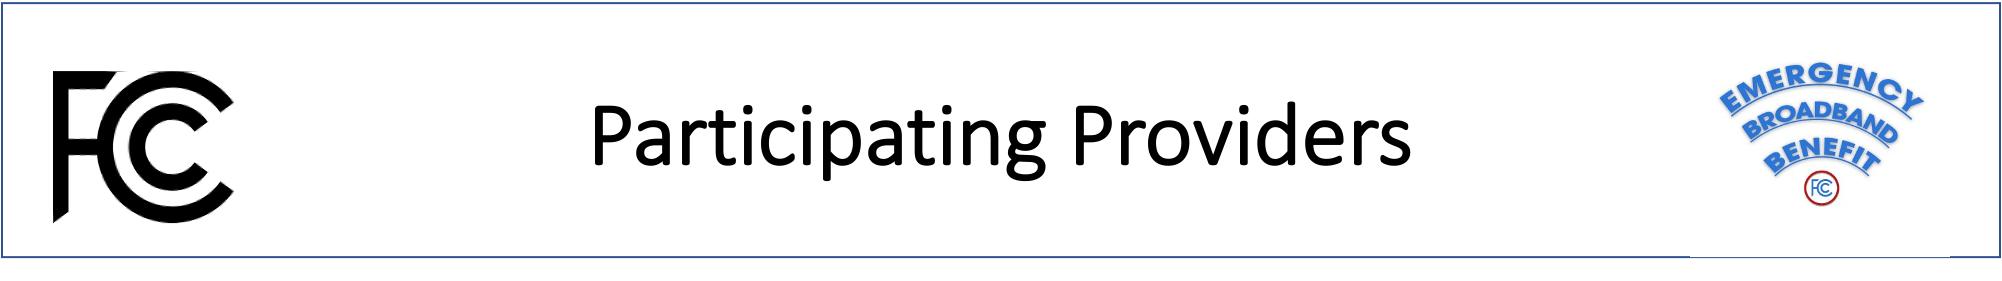 FCC
Participating Providers
EMERGENCY
BROADBAND
BENEFIT
FCC